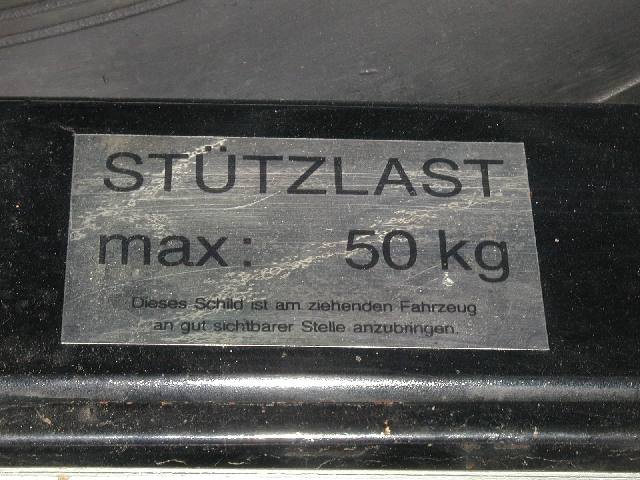 STÜTZLAST
max: 50 kg
Dieses Schild ist am ziehenden Fahrzeug
an gut sichtbarer Stelle anzubringen.